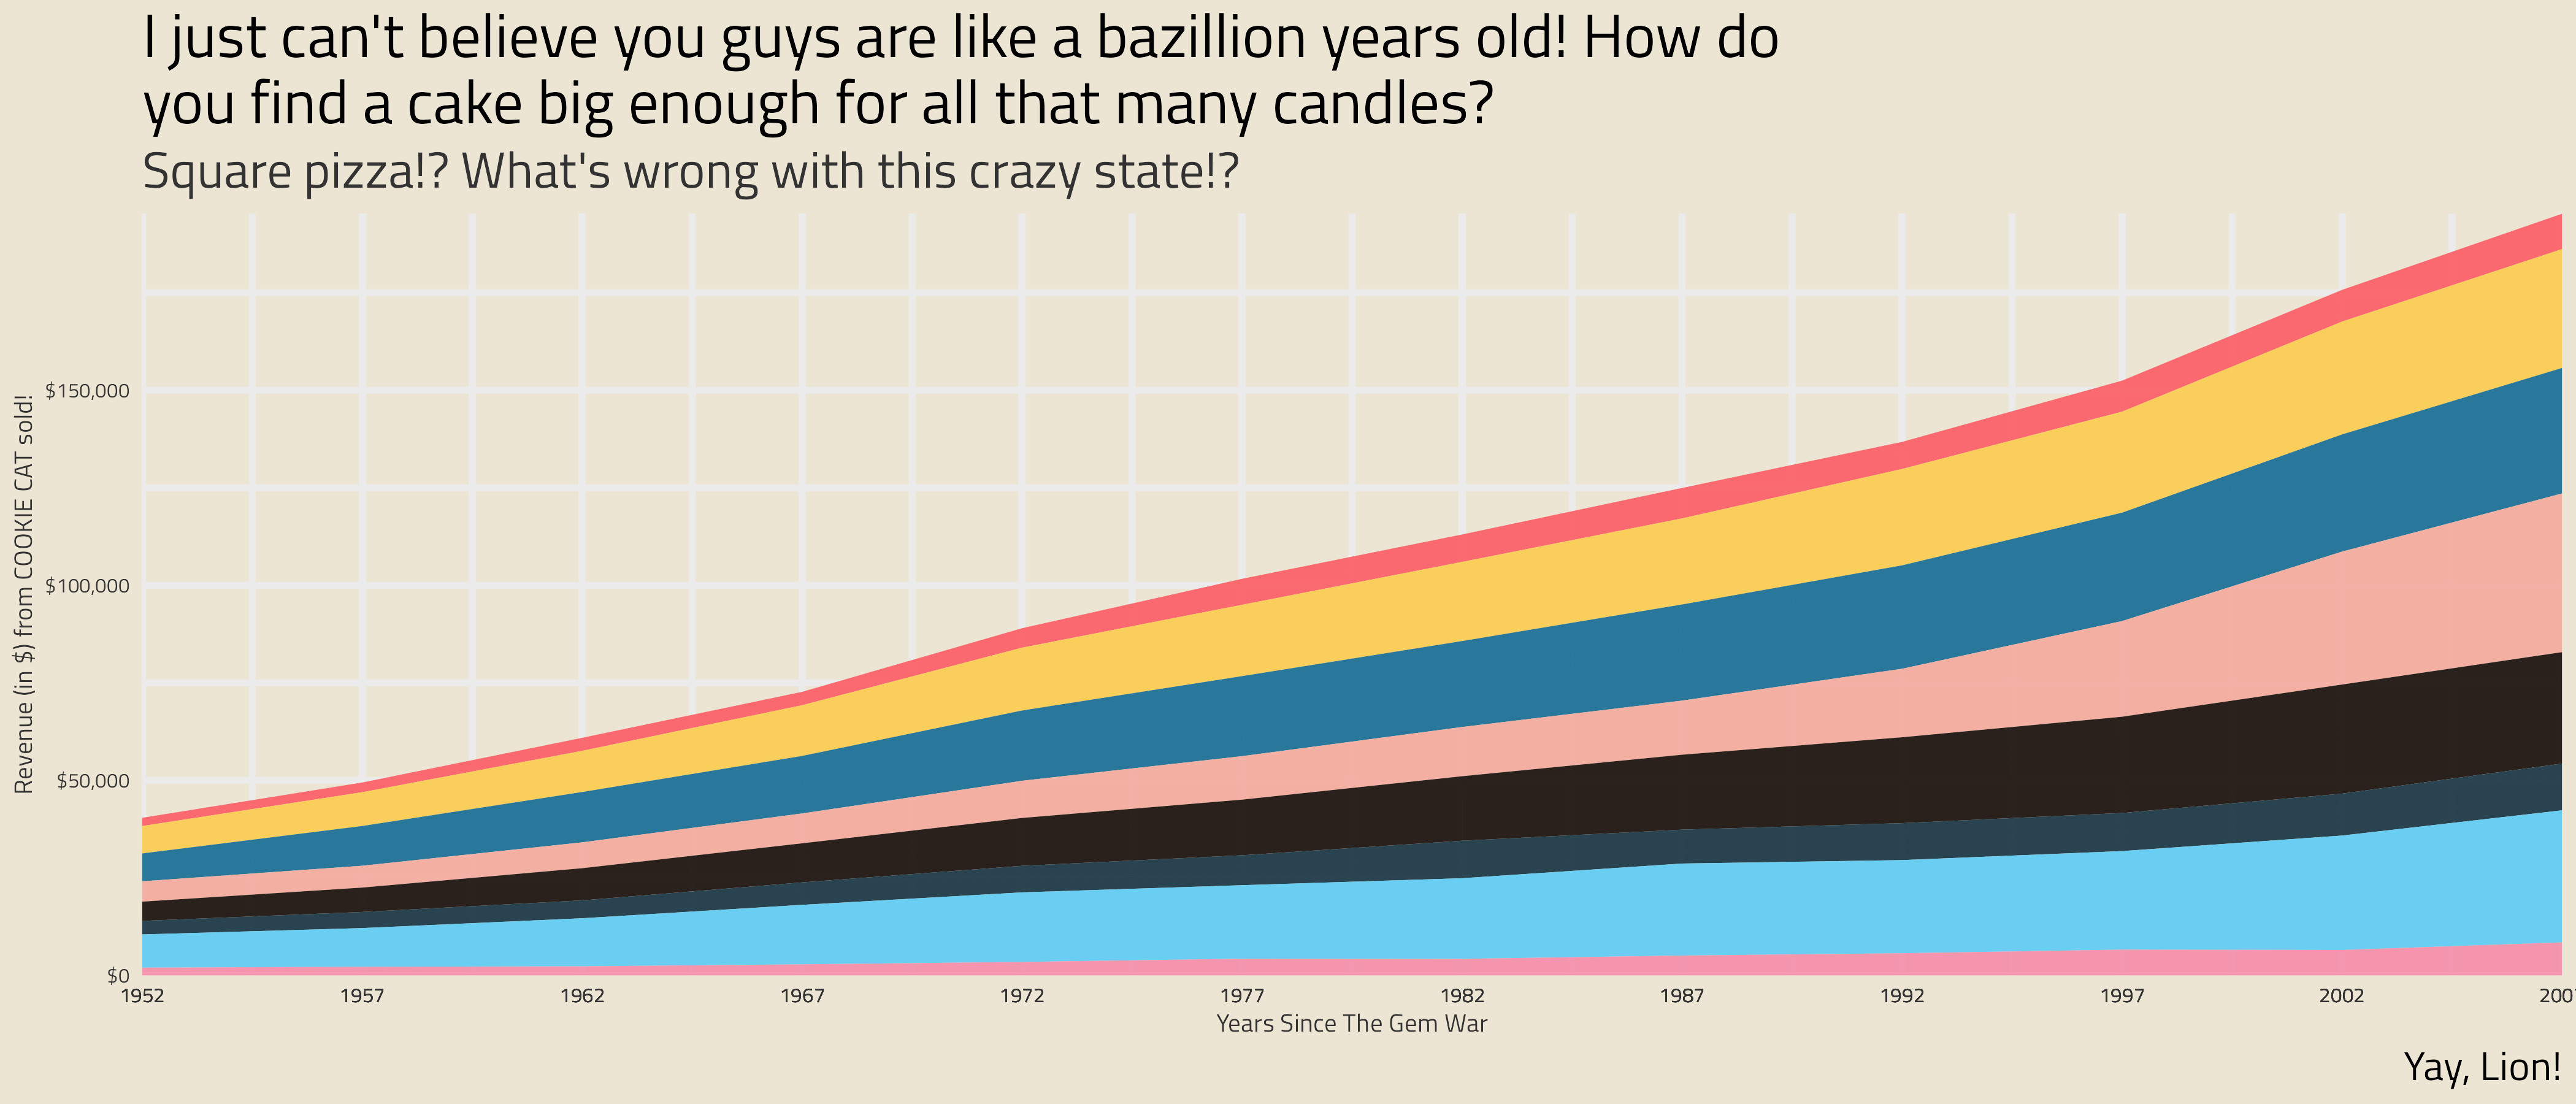 I just can't believe you guys are like a bazillion years old! How do
you find a cake big enough for all that many candles?
Square pizza!? What's wrong with this crazy state!?
Revenue (in $) from COOKIE CAT sold!
$150,000
$100,000
$50,000
$0
1952 1957 1962 1967 1972 1977 1982 1987 1992 1997 2002
Years Since The Gem War
Yay, Lion!